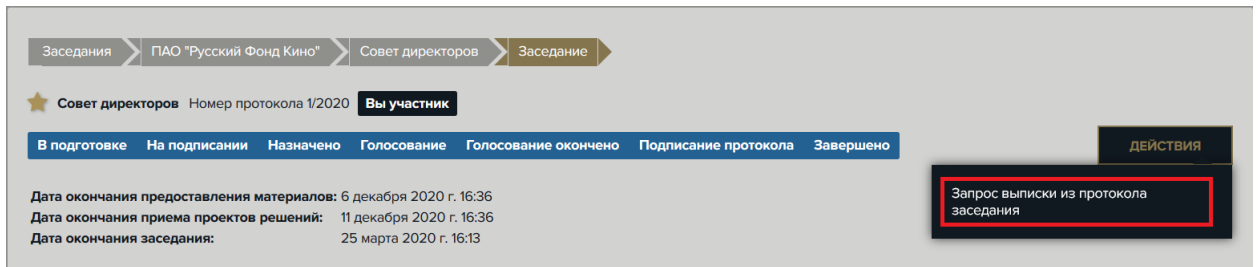 Заседания ПАО "Русский Фонд Кино" Совет директоров Заседание
Совет директоров Номер протокола 1/2020 Вы участник
В подготовке На подписании Назначено Голосование Голосование окончено Подписание протокола Завершено
ДЕЙСТВИЯ
Запрос выписки из протокола
заседания
Дата окончания предоставления материалов: 6 декабря 2020 г. 16:36
Дата окончания приема проектов решений: 11 декабря 2020 г. 16:36
Дата окончания заседания: 25 марта 2020 г. 16:13